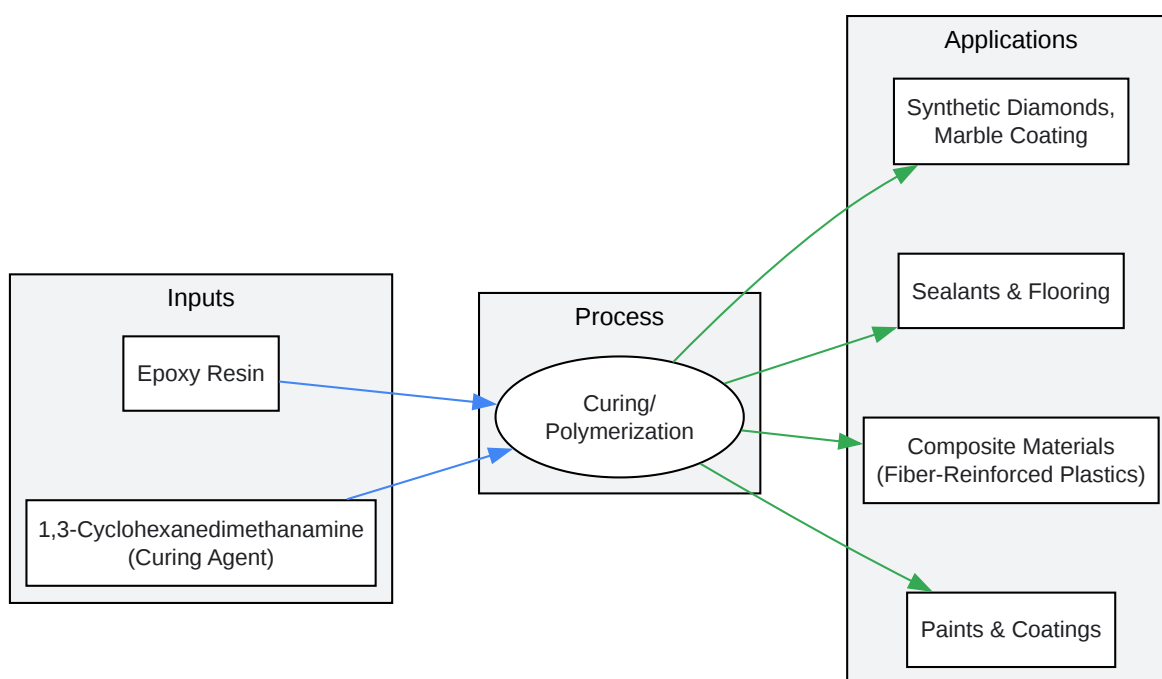 Inputs
Epoxy Resin
1,3-Cyclohexanedimethanamine
(Curing Agent)
Process
Curing/
Polymerization
Applications
Synthetic Diamonds,
Marble Coating
Sealants & Flooring
Composite Materials
(Fiber-Reinforced Plastics)
Paints & Coatings